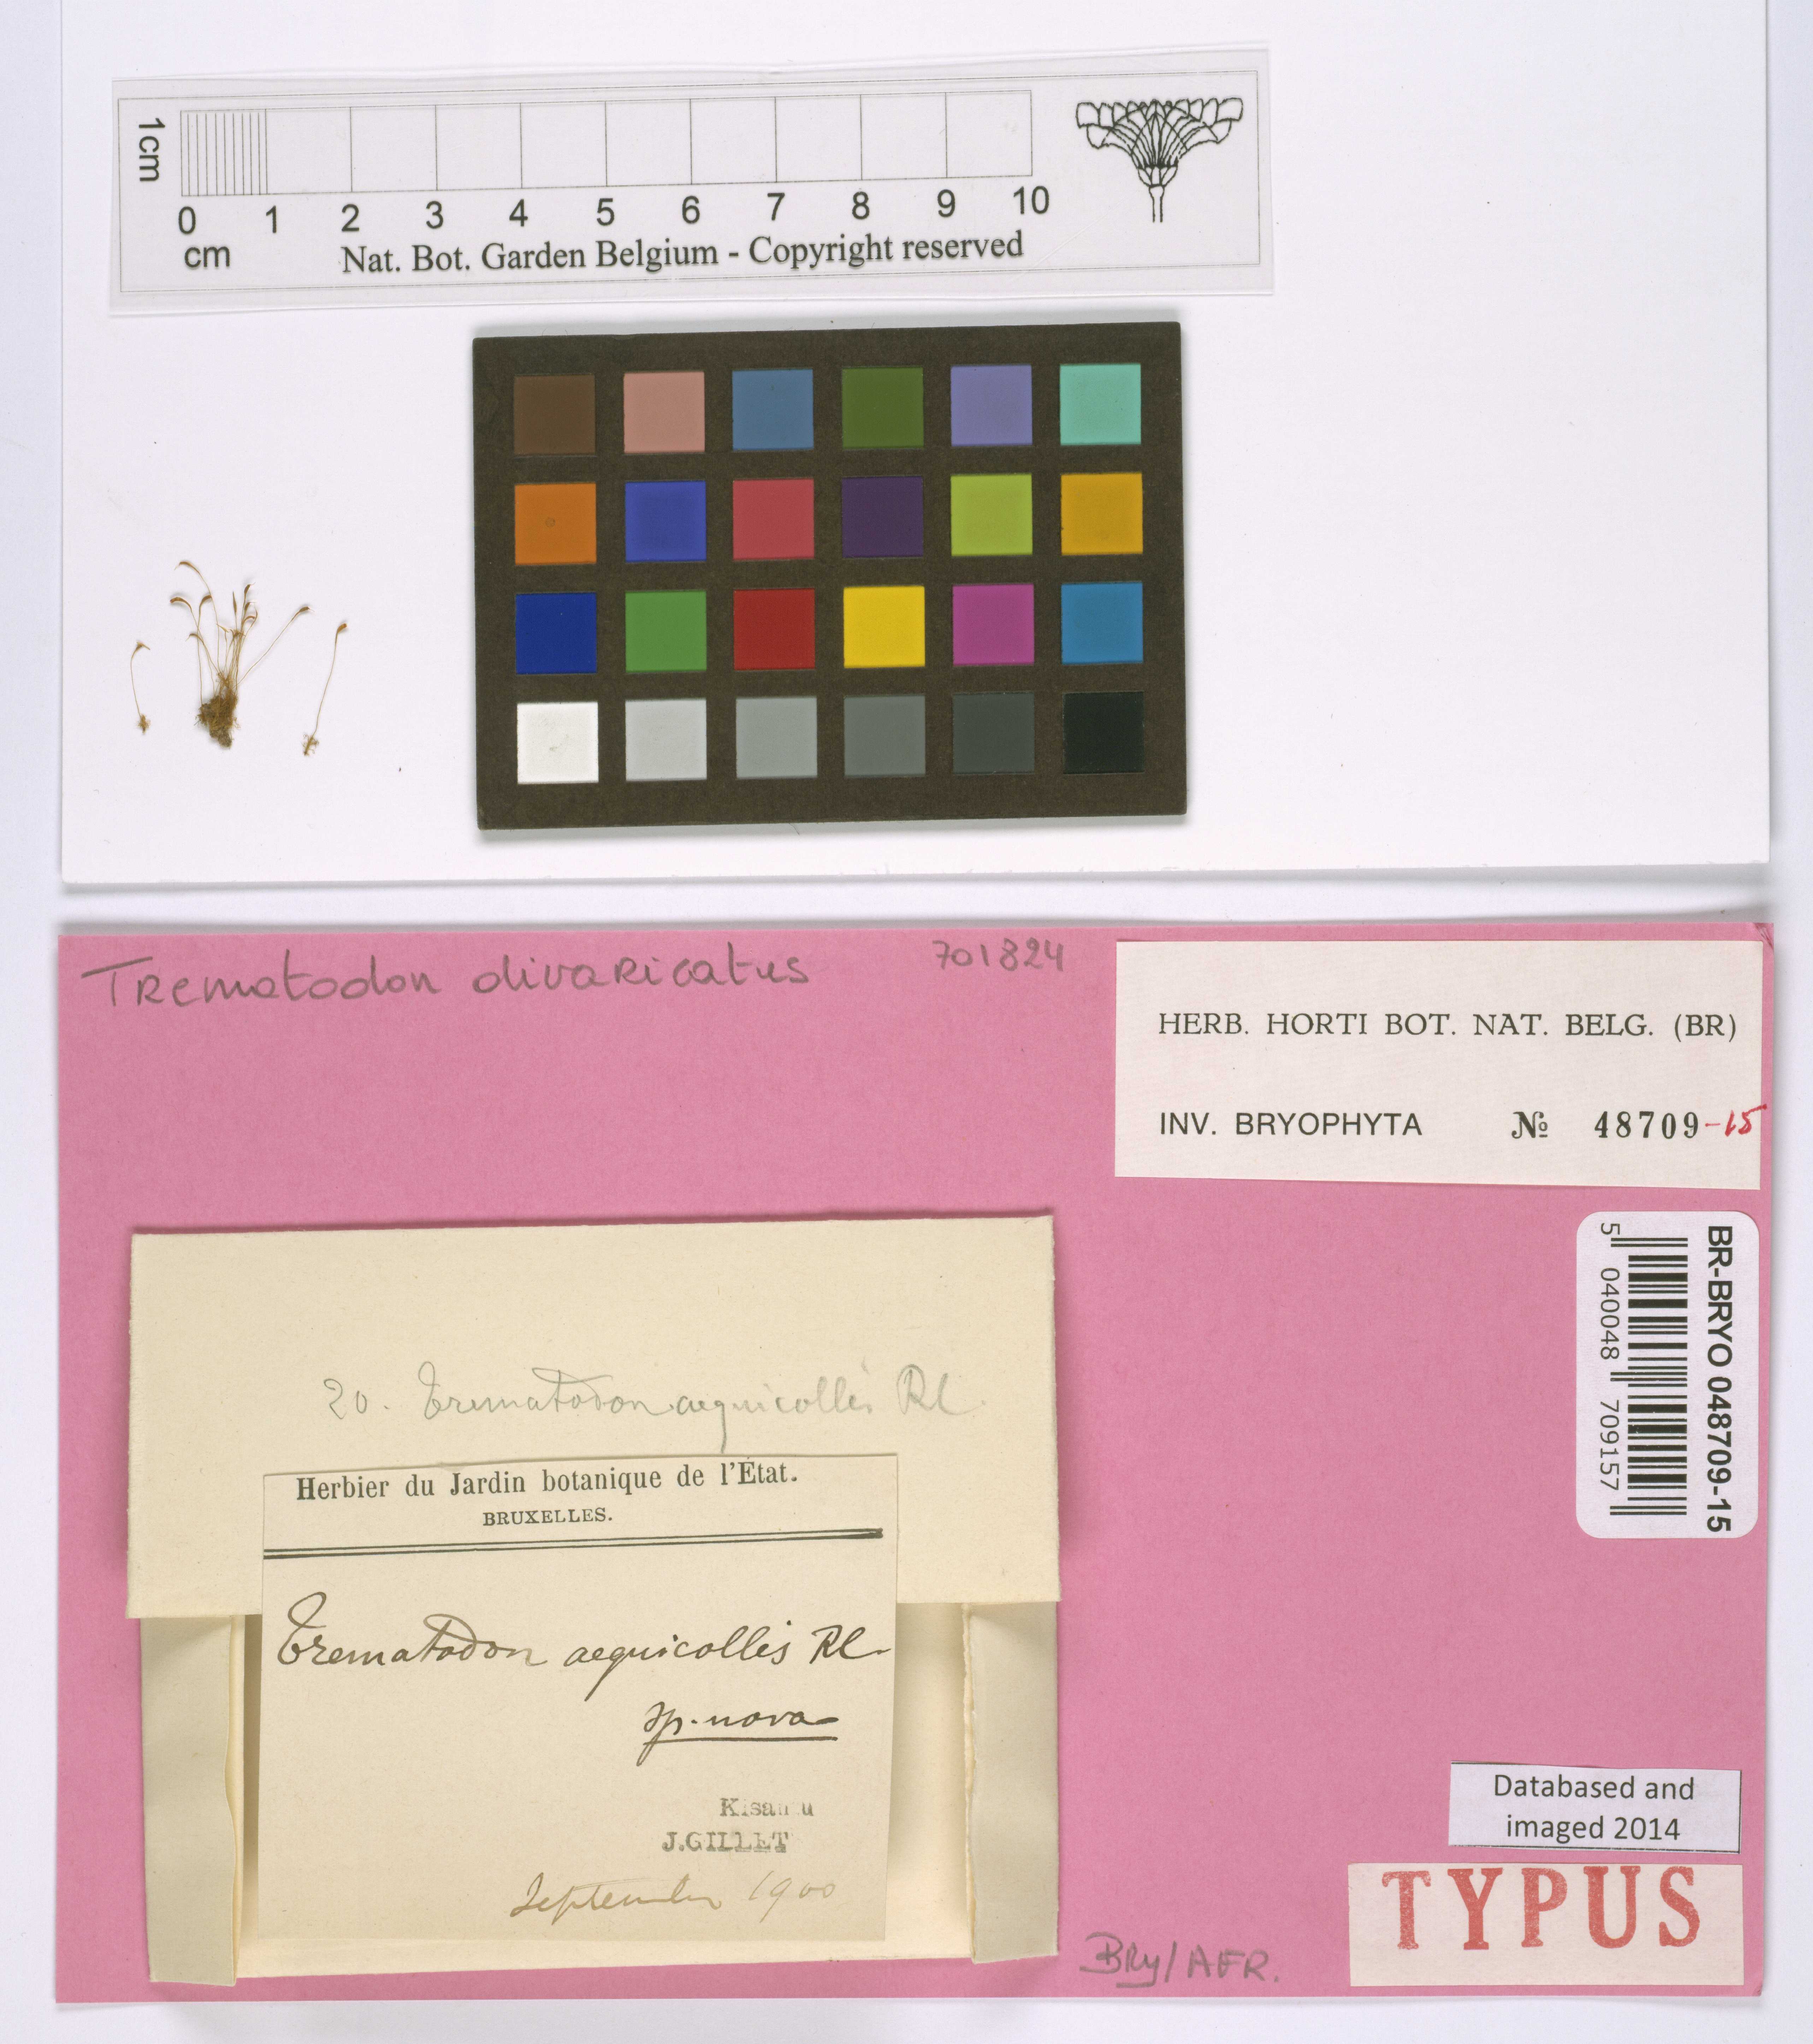 1cm
0 1 2 3 4 5 6 7 8 9 10
cm
Nat. Bot. Garden Belgium - Copyright reserved
Trematodon divaricatus
701824
HERB. HORTI BOT. NAT. BELG. (BR)
INV. BRYOPHYTA № 48709-15
BR-BRYO 048709-15
5 040048 709157
20. Trematodon aequicollis Rl.
Herbier du Jardin botanique de l'État.
BRUXELLES.
Trematodon aequicollis Rl.
sp. nova
J.GILLET
September 1900
Databased and
imaged 2014
TYPUS
BRy/AFR.